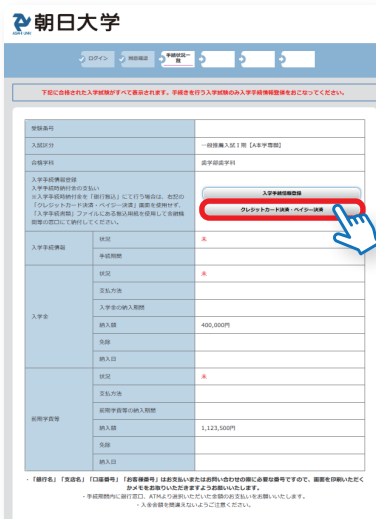 朝日大学
ログイン
手続状況一覧
下記に合格された入学試験がすべて表示されます。手続きを行う入学試験のみ入学手続情報登録をおこなってください。
受験番号
入試区分
一般推薦入試Ⅰ期【A本学専願】
合格学科
歯学部歯学科
入学手続情報登録
入学手続時納付金の支払い
※入学手続時納付金を「銀行振込」にて行う場合は、右記の
「クレジットカード決済・ペイジー決済」画面を使用せず、
「入学手続書類」ファイルにある振込用紙を使用して金融機
関等の窓口にて納付してください。
入学手続情報登録
クレジットカード決済・ペイジー決済
入学手続情報
状況
未
手続期間
入学金
状況
未
支払方法
入学金の納入期間
納入額
400,000円
免除
納入日
前期学費等
状況
未
支払方法
前期学費等の納入期間
納入額
1,123,500円
免除
納入日
・「銀行名」「支店名」「口座番号」「お客様番号」はお支払いまたはお問い合わせの際に必要な番号ですので、画面を印刷いただく
かメモをお取りいただきますようお願いいたします。
・手続期間内に銀行窓口、ATMより選択いただいた金額のお支払いをお願いいたします。
・入金金額を間違えないようご注意ください。